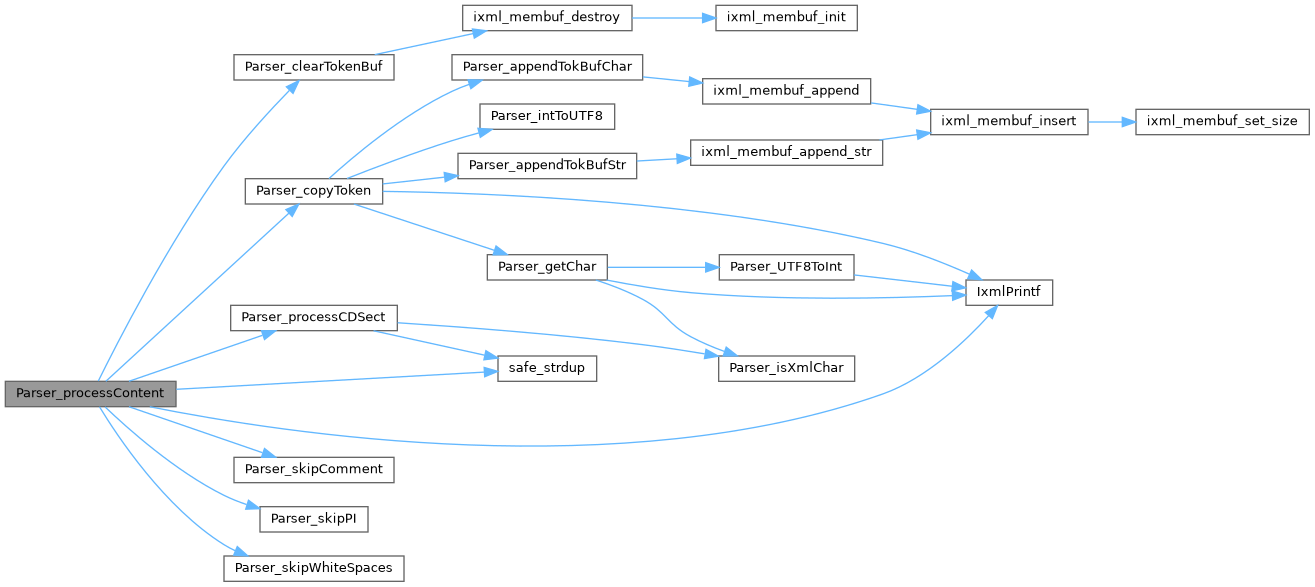 ixml_membuf_destroy
ixml_membuf_init
Parser_clearTokenBuf
Parser_appendTokBufChar
ixml_membuf_append
Parser_intToUTF8
ixml_membuf_insert
ixml_membuf_set_size
ixml_membuf_append_str
Parser_appendTokBufStr
Parser_copyToken
Parser_getChar
Parser_UTF8ToInt
IxmlPrintf
Parser_processCDSect
safe_strdup
Parser_isXmlChar
Parser_processContent
Parser_skipComment
Parser_skipPI
Parser_skipWhiteSpaces